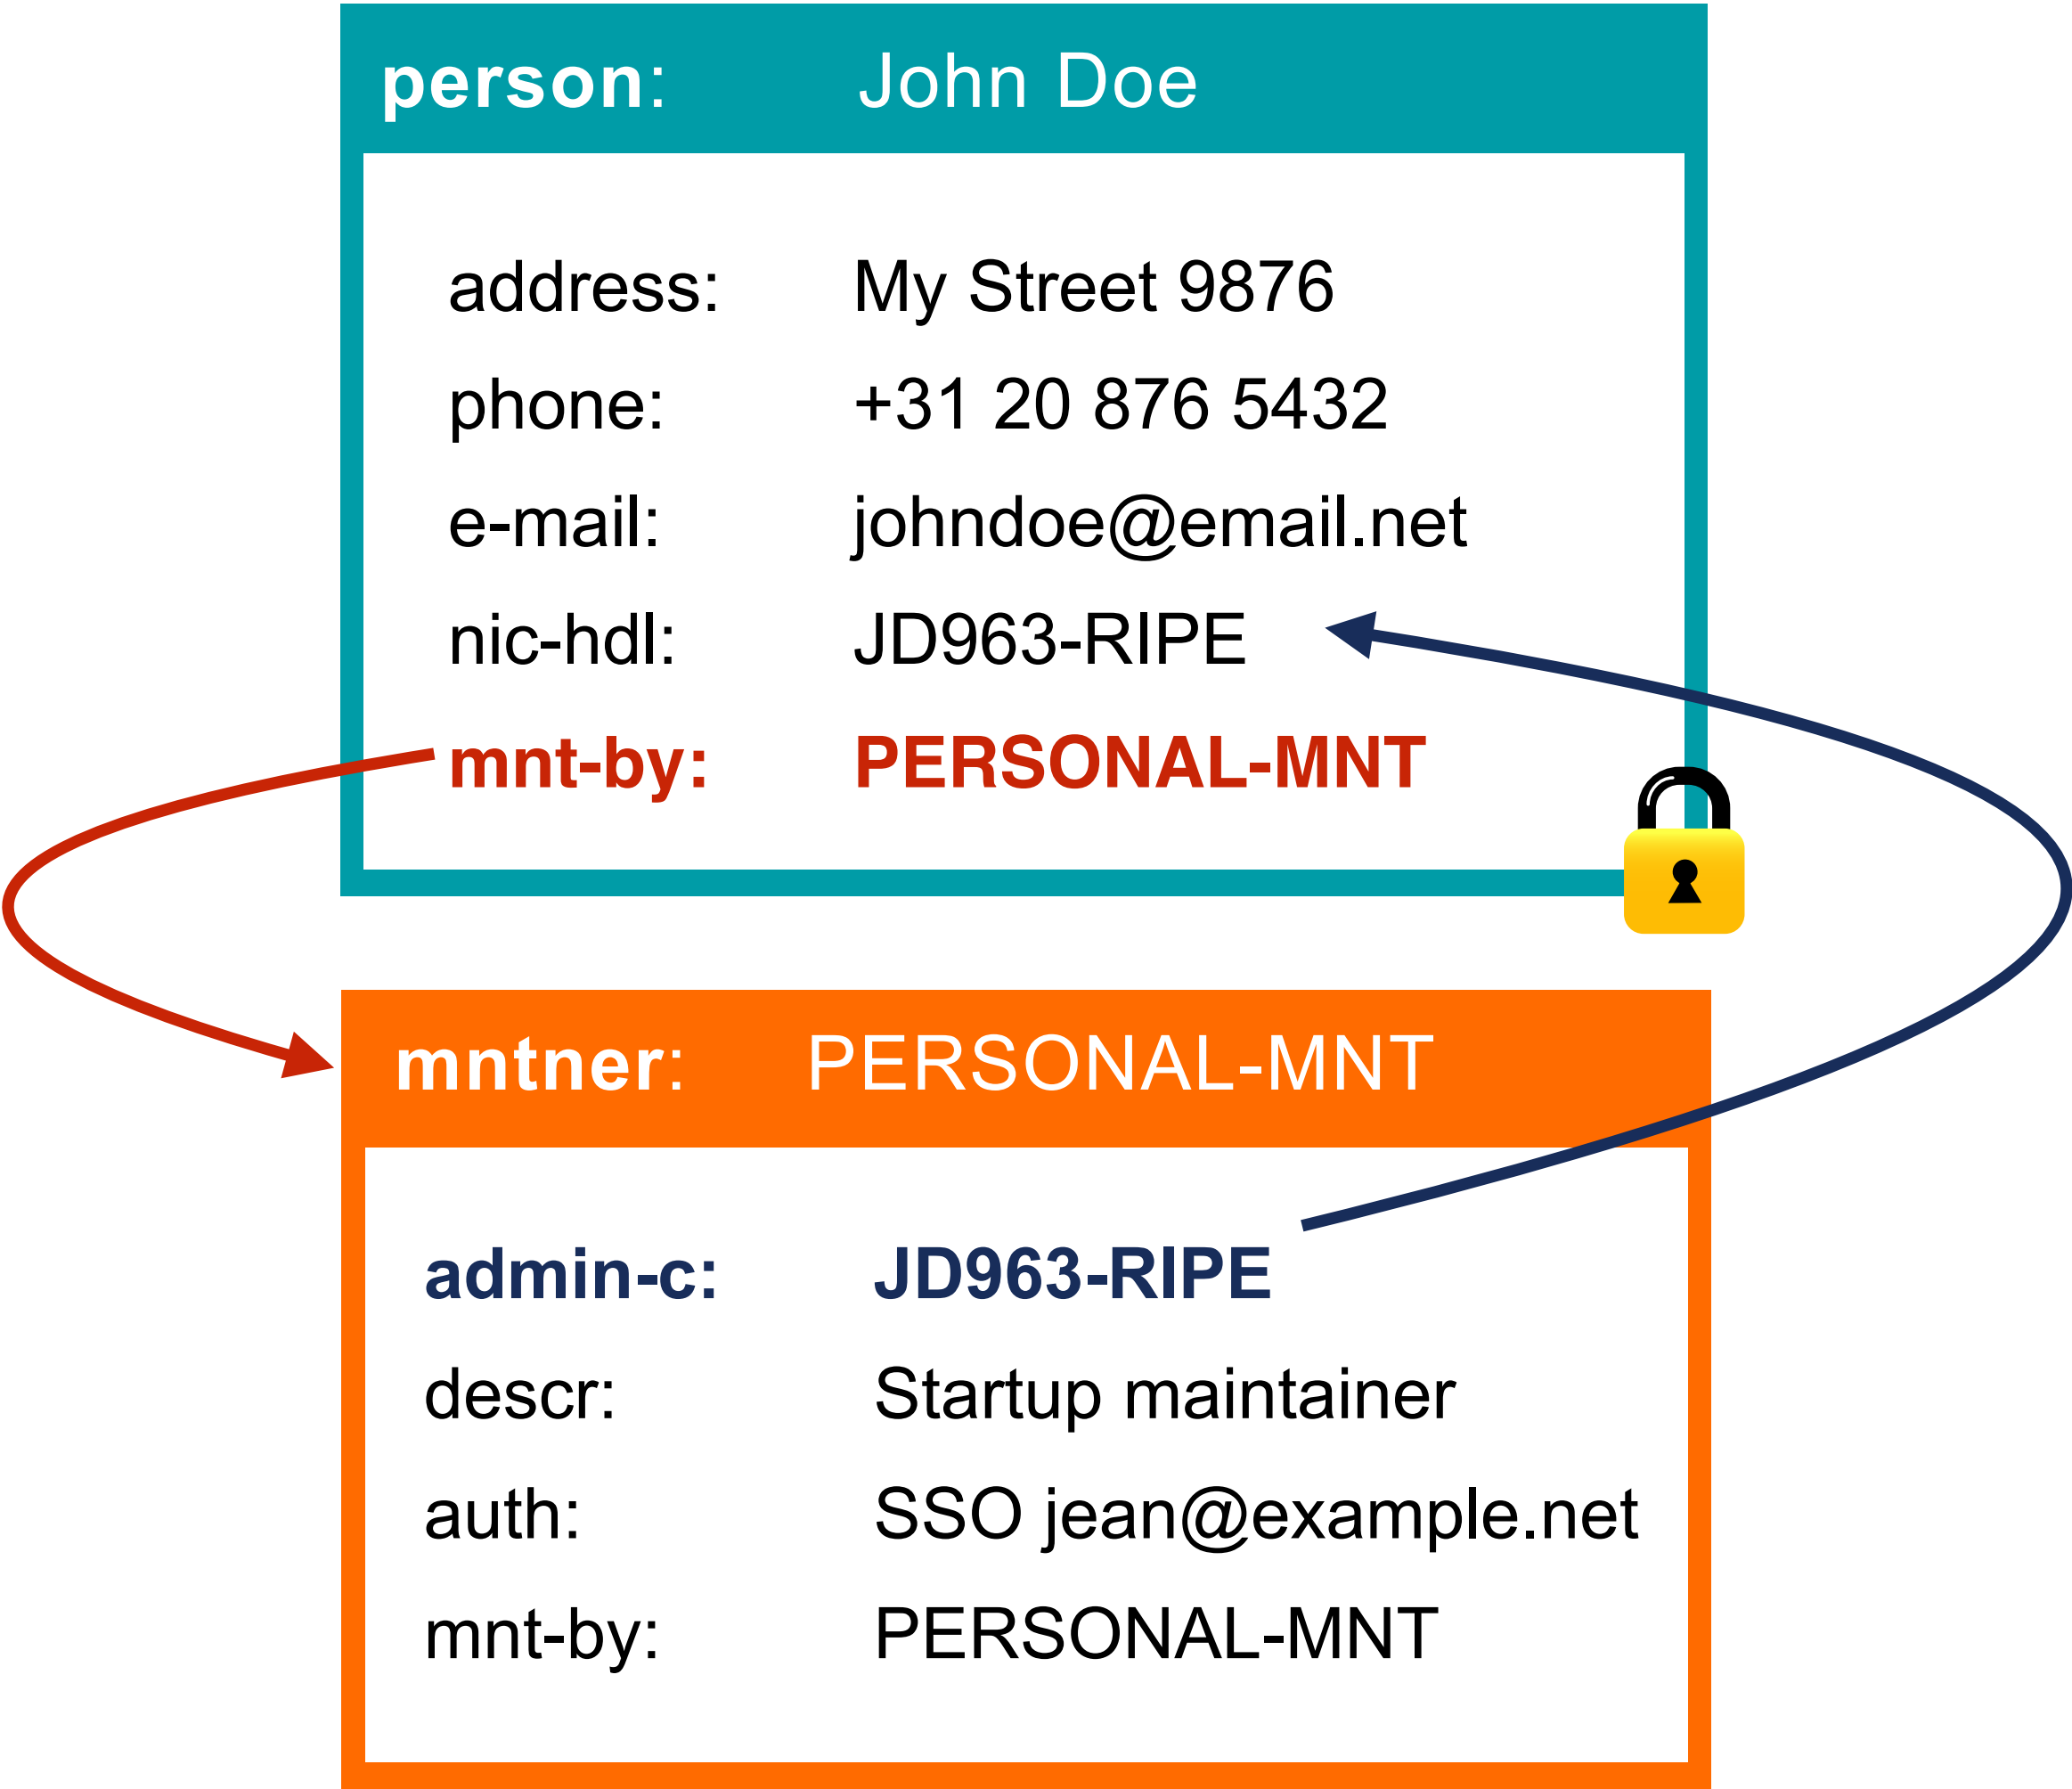 person: John Doe
address: My Street 9876
phone: +31 20 876 5432
e-mail: johndoe@email.net
nic-hdl: JD963-RIPE
mnt-by: PERSONAL-MNT
mntner: PERSONAL-MNT
admin-c: JD963-RIPE
descr: Startup maintainer
auth: SSO jean@example.net
mnt-by: PERSONAL-MNT